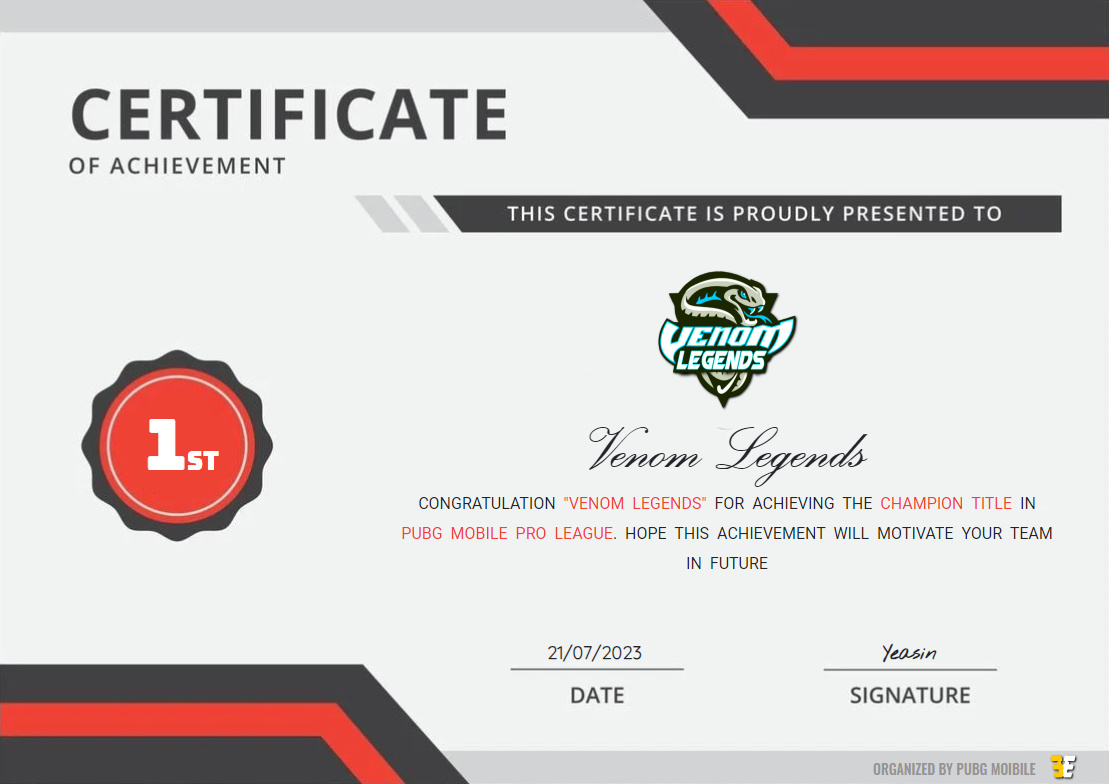 CERTIFICATE
OF ACHIEVEMENT
THIS CERTIFICATE IS PROUDLY PRESENTED TO
VENOM
LEGENDS
Venom Legends
1ST
CONGRATULATION "VENOM LEGENDS" FOR ACHIEVING THE CHAMPION TITLE IN
PUBG MOBILE PRO LEAGUE. HOPE THIS ACHIEVEMENT WILL MOTIVATE YOUR TEAM
IN FUTURE
21/07/2023
Yeasin
DATE
SIGNATURE
ORGANIZED BY PUBG MOIBILE